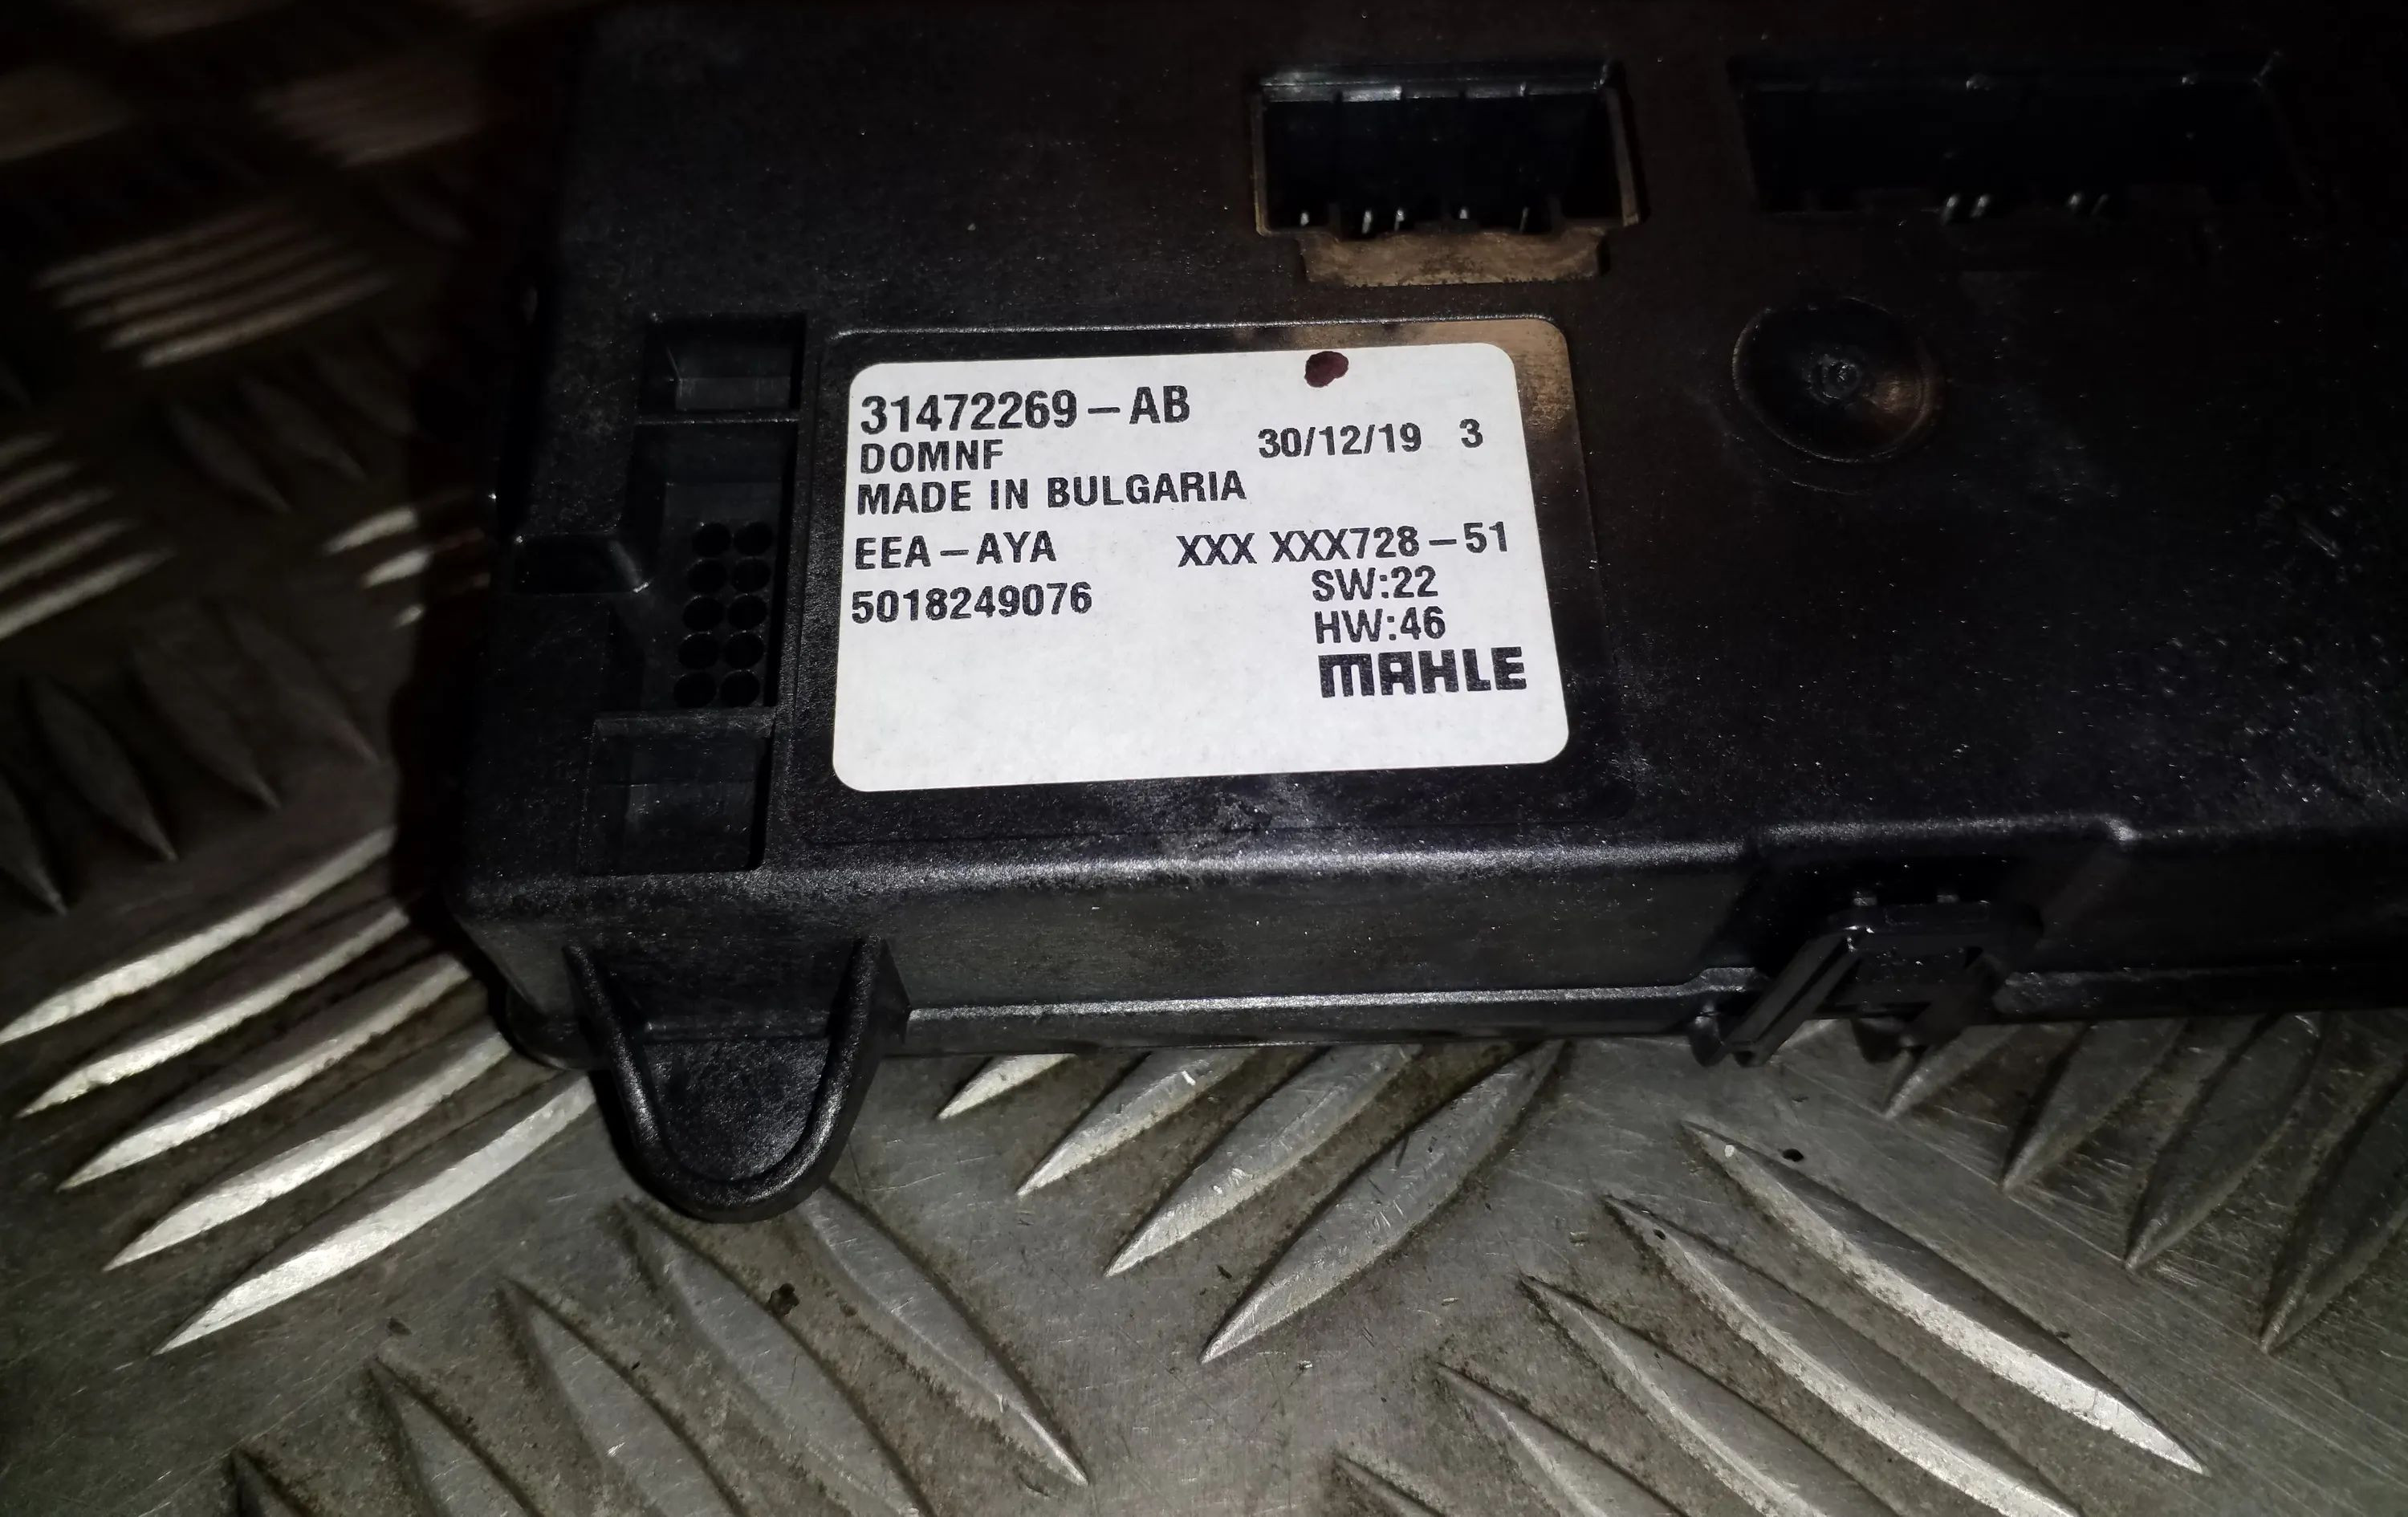 31472269-AB
DOMNF 30/12/19 3
MADE IN BULGARIA
EEA-AYA XXX XXX728-51
5018249076 SW:22
HW:46
MAHLE